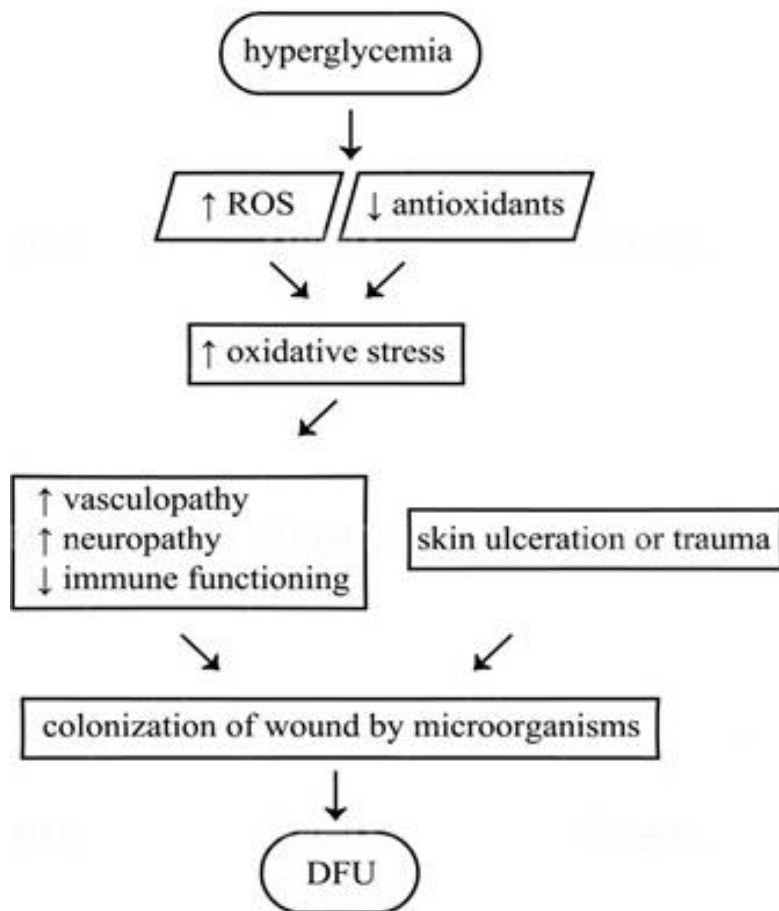 hyperglycemia
↑ ROS
↓ antioxidants
↑ oxidative stress
↑ vasculopathy
↑ neuropathy
↓ immune functioning
skin ulceration or trauma
colonization of wound by microorganisms
DFU